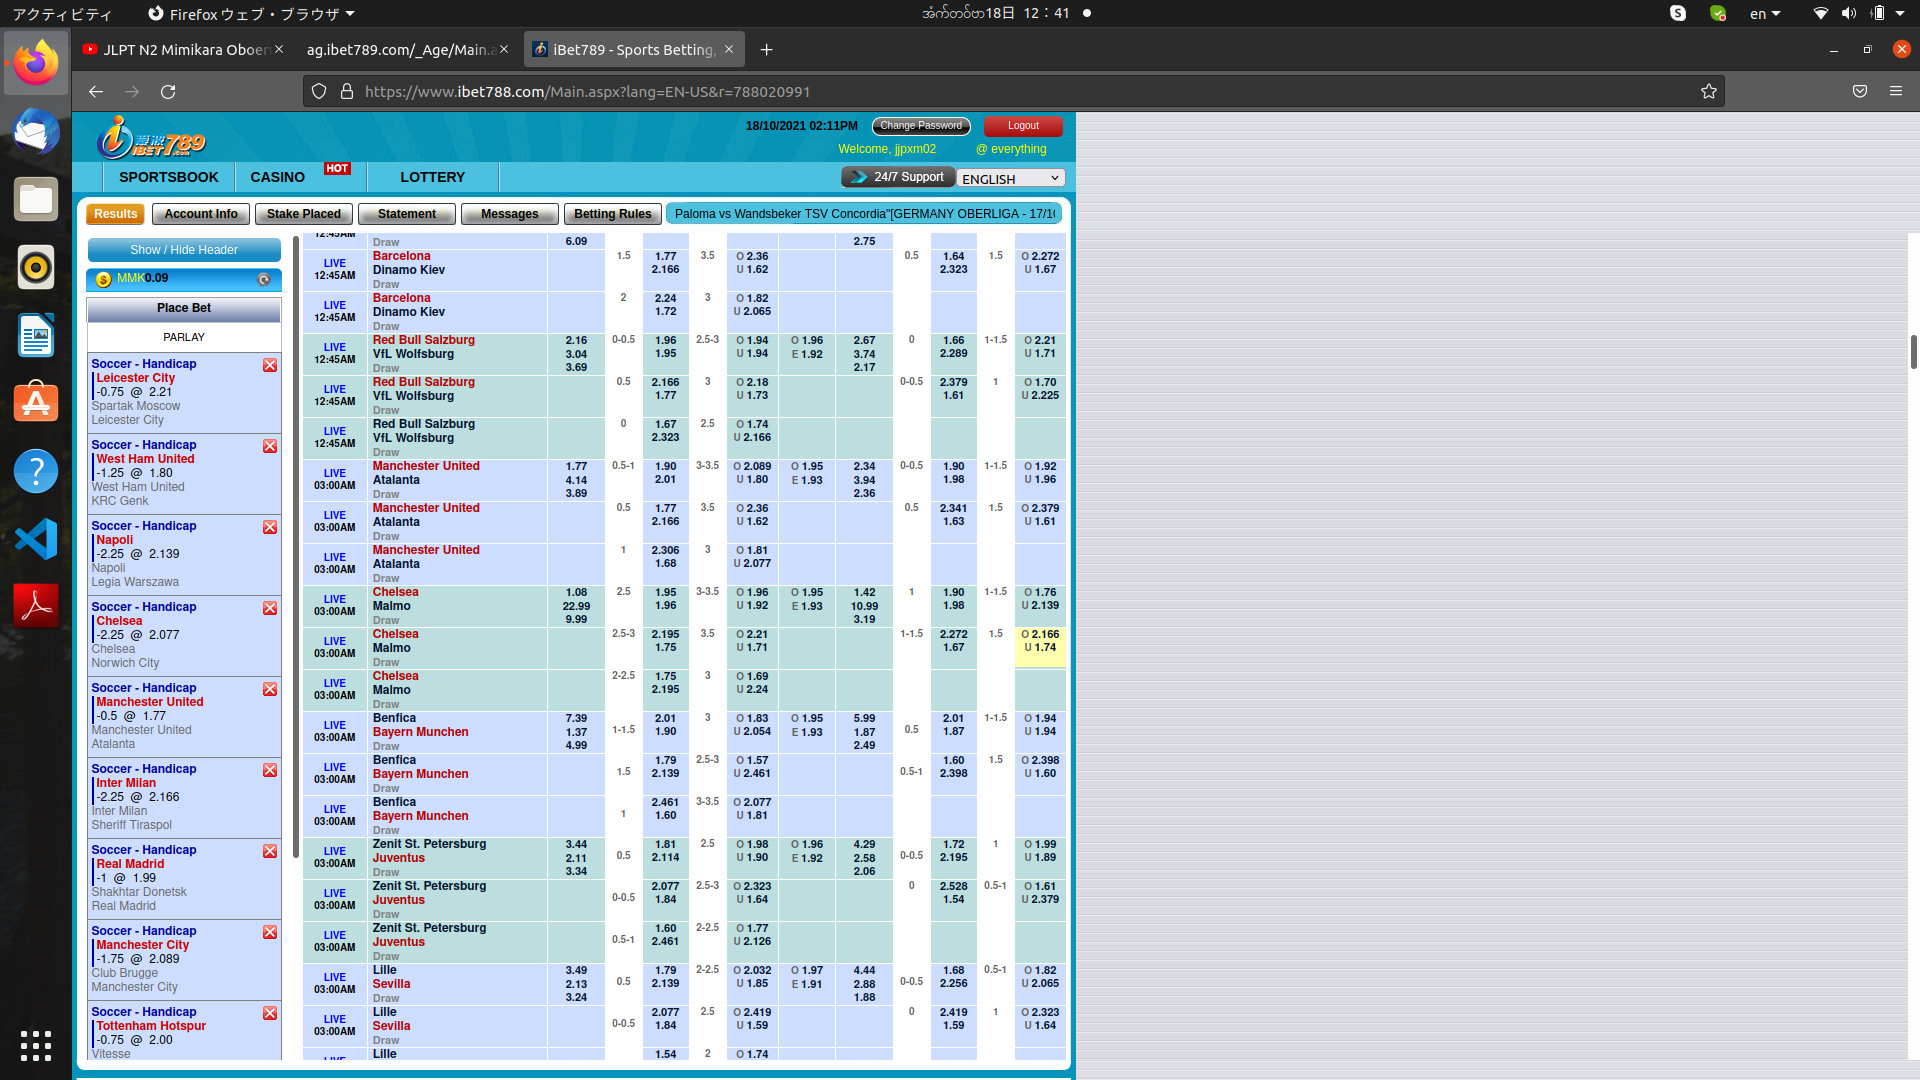 アクティビティ
Firefox ウェブ・ブラウザ
18日 12：41
en
JLPT N2 Mimikara Oboe
ag.ibet789.com/_Age/Main.a
iBet789 - Sports Betting,
https://www.ibet788.com/Main.aspx?lang=EN-US&r=788020991
IBET789.com
18/10/2021 02:11PM
Change Password
Logout
Welcome, jjpxm02
@ everything
SPORTSBOOK
CASINO
HOT
LOTTERY
24/7 Support
ENGLISH
Results
Account Info
Stake Placed
Statement
Messages
Betting Rules
Paloma vs Wandsbeker TSV Concordia"[GERMANY OBERLIGA - 17/10
Show / Hide Header
MMK0.09
Place Bet
PARLAY
Soccer - Handicap
Leicester City
-0.75 @ 2.21
Spartak Moscow
Leicester City
Soccer - Handicap
West Ham United
-1.25 @ 1.80
West Ham United
KRC Genk
Soccer - Handicap
Napoli
-2.25 @ 2.139
Napoli
Legia Warszawa
Soccer - Handicap
Chelsea
-2.25 @ 2.077
Chelsea
Norwich City
Soccer - Handicap
Manchester United
-0.5 @ 1.77
Manchester United
Atalanta
Soccer - Handicap
Inter Milan
-2.25 @ 2.166
Inter Milan
Sheriff Tiraspol
Soccer - Handicap
Real Madrid
-1 @ 1.99
Shakhtar Donetsk
Real Madrid
Soccer - Handicap
Manchester City
-1.75 @ 2.089
Club Brugge
Manchester City
Soccer - Handicap
Tottenham Hotspur
-0.75 @ 2.00
Vitesse
12:45AM Draw 6.09 2.75
Barcelona 1.5 1.77 3.5 O 2.36 0.5 1.64 1.5 O 2.272
LIVE 12:45AM Dinamo Kiev 2.166 U 1.62 2.323 U 1.67
Draw
Barcelona 2 2.24 3 O 1.82
LIVE 12:45AM Dinamo Kiev 1.72 U 2.065
Draw
Red Bull Salzburg 2.16 0-0.5 1.96 2.5-3 O 1.94 O 1.96 2.67 0 1.66 1-1.5 O 2.21
LIVE 12:45AM VfL Wolfsburg 3.04 1.95 U 1.94 E 1.92 3.74 2.289 U 1.71
Draw 3.69 2.17
Red Bull Salzburg 0.5 2.166 3 O 2.18 0-0.5 2.379 1 O 1.70
LIVE 12:45AM VfL Wolfsburg 1.77 U 1.73 1.61 U 2.225
Draw
Red Bull Salzburg 0 1.67 2.5 O 1.74
LIVE 12:45AM VfL Wolfsburg 2.323 U 2.166
Draw
Manchester United 1.77 0.5-1 1.90 3-3.5 O 2.089 O 1.95 2.34 0-0.5 1.90 1-1.5 O 1.92
LIVE 03:00AM Atalanta 4.14 2.01 U 1.80 E 1.93 3.94 1.98 U 1.96
Draw 3.89 2.36
Manchester United 0.5 1.77 3.5 O 2.36 0.5 2.341 1.5 O 2.379
LIVE 03:00AM Atalanta 2.166 U 1.62 1.63 U 1.61
Draw
Manchester United 1 2.306 3 O 1.81
LIVE 03:00AM Atalanta 1.68 U 2.077
Draw
Chelsea 1.08 2.5 1.95 3-3.5 O 1.96 O 1.95 1.42 1 1.90 1-1.5 O 1.76
LIVE 03:00AM Malmo 22.99 1.96 U 1.92 E 1.93 10.99 1.98 U 2.139
Draw 9.99 3.19
Chelsea 2.5-3 2.195 3.5 O 2.21 1-1.5 2.272 1.5 O 2.166
LIVE 03:00AM Malmo 1.75 U 1.71 1.67 U 1.74
Draw
Chelsea 2-2.5 1.75 3 O 1.69
LIVE 03:00AM Malmo 2.195 U 2.24
Draw
Benfica 7.39 2.01 3 O 1.83 O 1.95 5.99 2.01 1-1.5 O 1.94
LIVE 03:00AM Bayern Munchen 1.37 1-1.5 1.90 U 2.054 E 1.93 1.87 0.5 1.87 U 1.94
Draw 4.99 2.49
Benfica 1.79 2.5-3 O 1.57 1.60 1.5 O 2.398
LIVE 03:00AM Bayern Munchen 1.5 2.139 U 2.461 0.5-1 2.398 U 1.60
Draw
Benfica 2.461 3-3.5 O 2.077
LIVE 03:00AM Bayern Munchen 1 1.60 U 1.81
Draw
Zenit St. Petersburg 3.44 1.81 2.5 O 1.98 O 1.96 4.29 1.72 1 O 1.99
LIVE 03:00AM Juventus 2.11 0.5 2.114 U 1.90 E 1.92 2.58 0-0.5 2.195 U 1.89
Draw 3.34 2.06
Zenit St. Petersburg 2.077 2.5-3 O 2.323 0 2.528 0.5-1 O 1.61
LIVE 03:00AM Juventus 0-0.5 1.84 U 1.64 1.54 U 2.379
Draw
Zenit St. Petersburg 1.60 2-2.5 O 1.77
LIVE 03:00AM Juventus 0.5-1 2.461 U 2.126
Draw
Lille 3.49 1.79 2-2.5 O 2.032 O 1.97 4.44 1.68 0.5-1 O 1.82
LIVE 03:00AM Sevilla 2.13 0.5 2.139 U 1.85 E 1.91 2.88 0-0.5 2.256 U 2.065
Draw 3.24 1.88
Lille 2.077 2.5 O 2.419 0 2.419 1 O 2.323
LIVE 03:00AM Sevilla 0-0.5 1.84 U 1.59 1.59 U 1.64
Draw
Lille 1.54 2 O 1.74